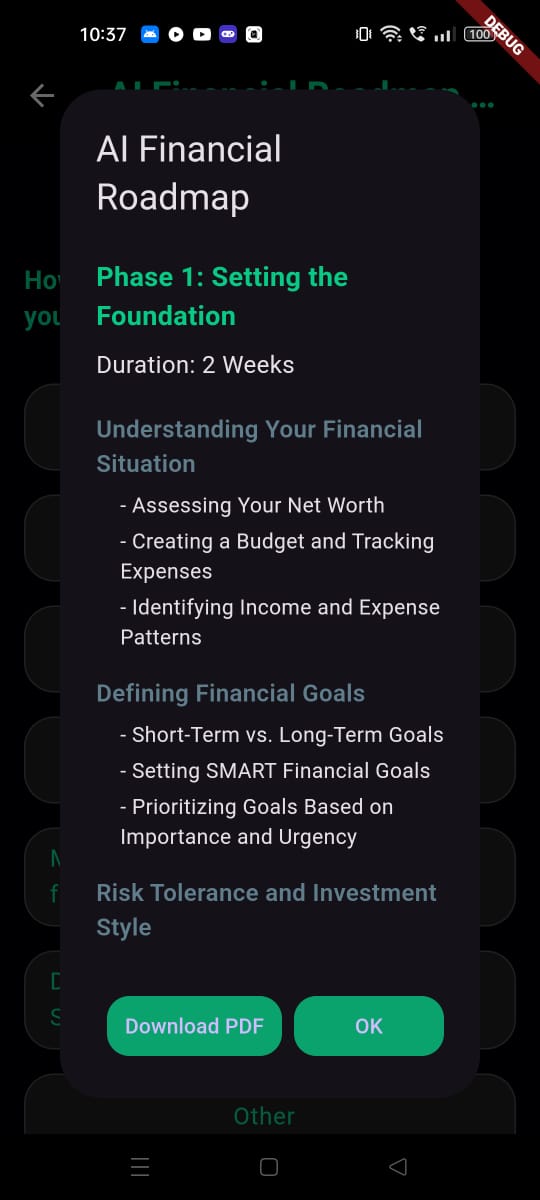 10:37
100
DEBUG
AI Financial Roadmap ...
AI Financial
Roadmap
Phase 1: Setting the
Foundation
Duration: 2 Weeks
Understanding Your Financial
Situation
- Assessing Your Net Worth
- Creating a Budget and Tracking
Expenses
- Identifying Income and Expense
Patterns
Defining Financial Goals
- Short-Term vs. Long-Term Goals
- Setting SMART Financial Goals
- Prioritizing Goals Based on
Importance and Urgency
Risk Tolerance and Investment
Style
Download PDF
OK
Other